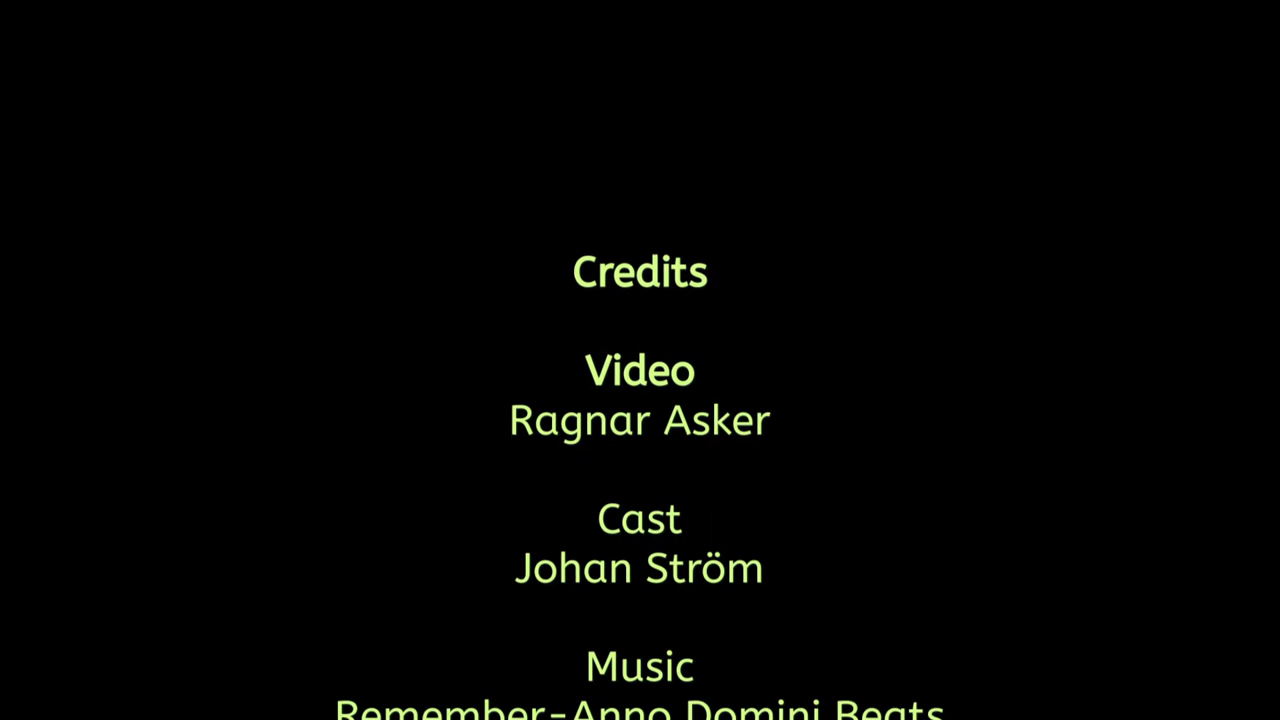 Credits
Video
Ragnar Asker
Cast
Johan Ström
Music
Remember-Anno Domini Beats